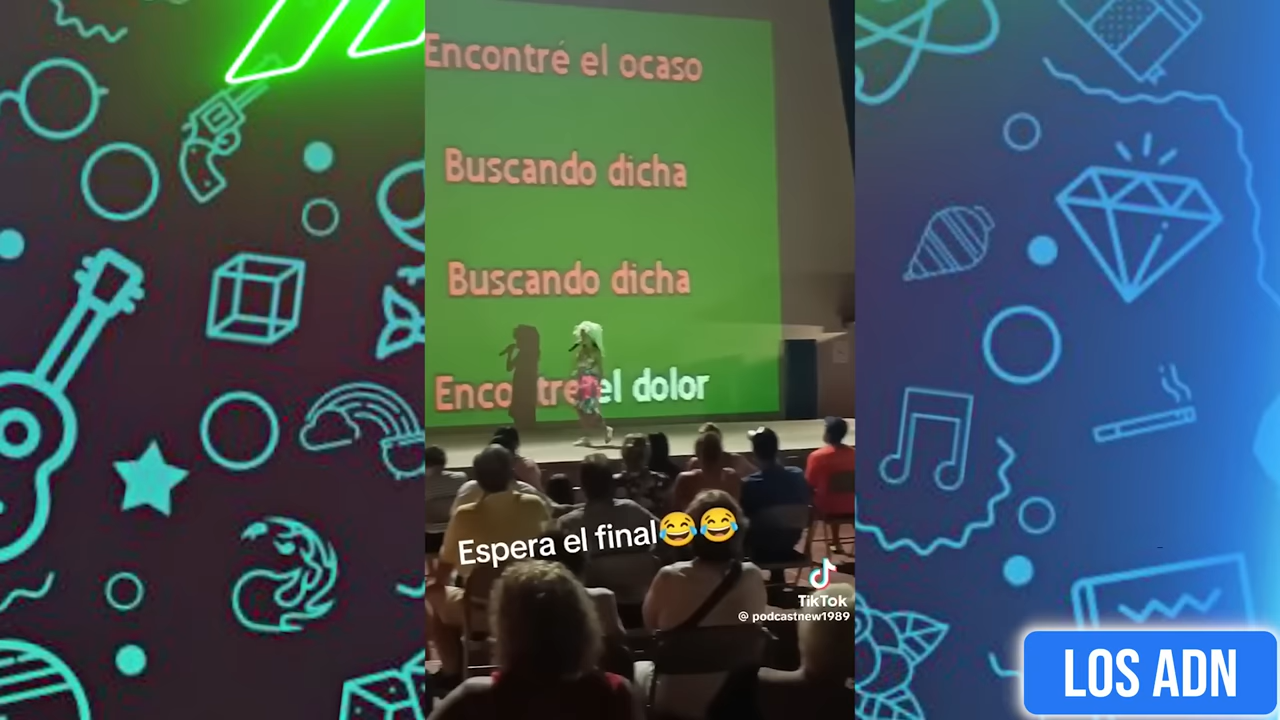 Encontré el ocaso
Buscando dicha
Buscando dicha
Encontré el dolor
Espera el final😂😂
TikTok
@ podcastnew1989
LOS ADN